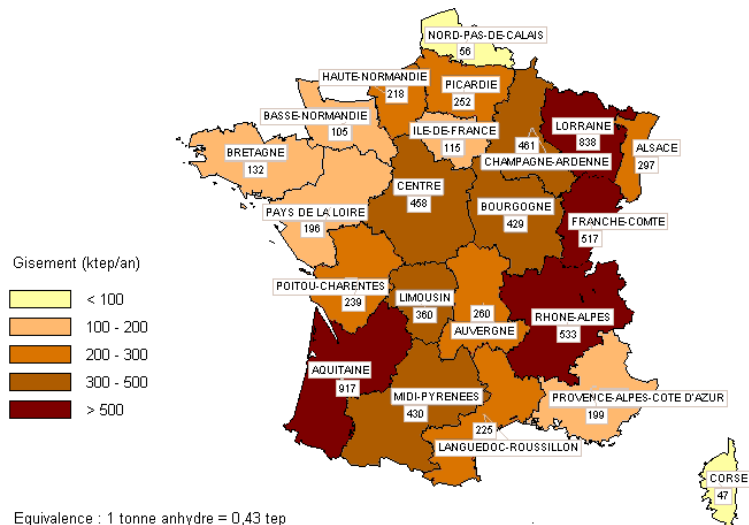 NORD-PAS-DE-CALAIS
56
HAUTE-NORMANDIE
218
PICARDIE
252
BASSE-NORMANDIE
105
ILE-DE-FRANCE
115
LORRAINE
838
ALSACE
297
461
CHAMPAGNE-ARDENNE
BRETAGNE
132
CENTRE
458
BOURGOGNE
429
PAYS DE LA LOIRE
196
FRANCHE-COMTE
517
Gisement (ktep/an)
< 100
100 - 200
200 - 300
300 - 500
> 500
POITOU-CHARENTES
239
LIMOUSIN
360
260
AUVERGNE
RHONE-ALPES
533
AQUITAINE
917
MIDI-PYRENEES
430
PROVENCE-ALPES-COTE D'AZUR
199
225
LANGUEDOC-ROUSSILLON
CORSE
47
Equivalence : 1 tonne anhydre = 0,43 tep